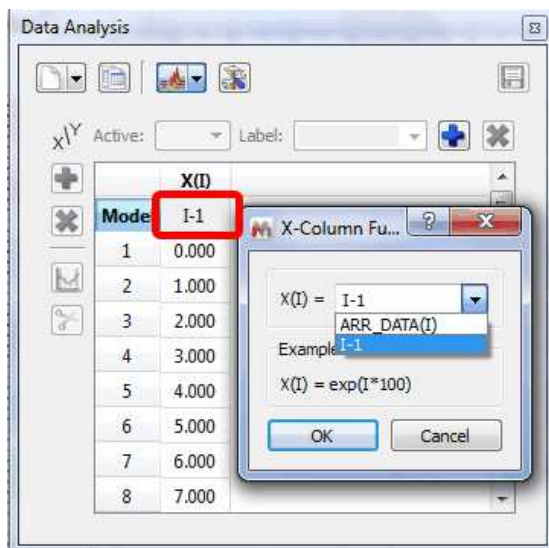 Data Analysis
Active: Label:
X(I)
Mode I-1
1 0.000
2 1.000
3 2.000
4 3.000
5 4.000
6 5.000
7 6.000
8 7.000
X-Column Fu...
X(I) = I-1
ARR_DATA(I)
I-1
Example
X(I) = exp(I*100)
OK Cancel